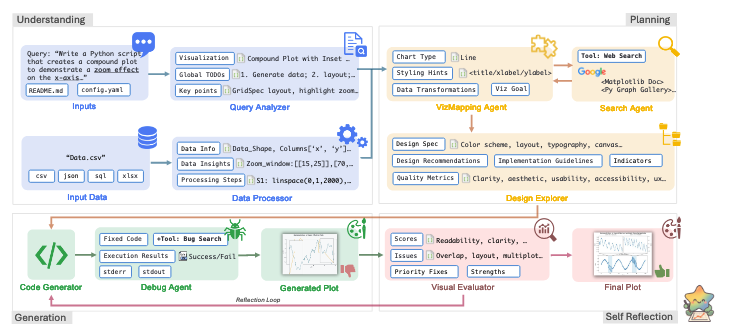 Understanding
Planning
Query: "Write a Python script
that creates a compound plot
to demonstrate a zoom effect
on the x-axis…"
README.md
config.yaml
Inputs
Visualization
Compound Plot with Inset …
Global TODOs
1. Generate data; 2. layout;…
Key points
GridSpec layout, highlight zoom…
Query Analyzer
Chart Type
Line
Styling Hints
<title/xlabel/ylabel>
Data Transformations
Viz Goal
VizMapping Agent
Tool: Web Search
Google
<Matplotlib Doc>
<Py Graph Gallery>…
Search Agent
"Data.csv"
csv
json
sql
xlsx
Input Data
Data Info
Data_Shape, Columns['x', 'y']…
Data Insights
Zoom_window:[[15,25]],[70,…
Processing Steps
S1: linspace(0,1,2000),…
Data Processor
Design Spec
Color scheme, layout, typography, canvas…
Design Recommendations
Implementation Guidelines
Indicators
Quality Metrics
Clarity, aesthetic, usability, accessibility, ux…
Design Explorer
</>
Code Generator
Fixed Code
+Tool: Bug Search
Execution Results
Success/Fail
stderr
stdout
Debug Agent
Generated Plot
Scores
Readability, clarity, …
Issues
Overlap, layout, multiplot…
Priority Fixes
Strengths
Visual Evaluator
Final Plot
Reflection Loop
Generation
Self Reflection